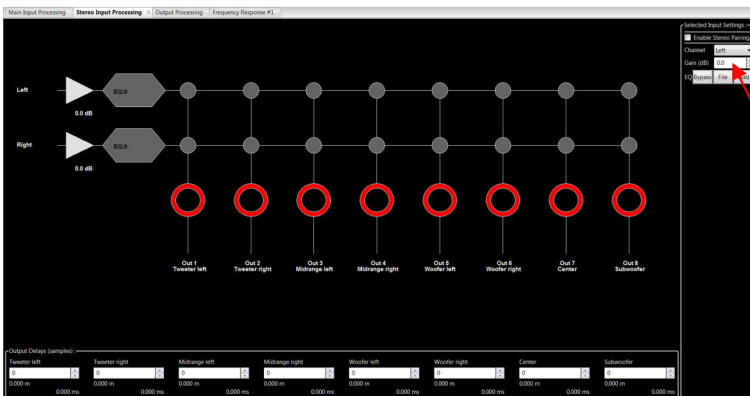 Main Input Processing Stereo Input Processing × Output Processing Frequency Response #1
Selected Input Settings :
Enable Stereo Pairing
Channel Left
Gain (dB) 0.0
EQ Bypass File
Left EQ:0
0.0 dB
Right EQ:0
0.0 dB
Out 1 Out 2 Out 3 Out 4 Out 5 Out 6 Out 7 Out 8
Tweeter left Tweeter right Midrange left Midrange right Woofer left Woofer right Center Subwoofer
Output Delays (samples) :
Tweeter left Tweeter right Midrange left Midrange right Woofer left Woofer right Center Subwoofer
0 0 0 0 0 0 0 0
0.000 m 0.000 m 0.000 m 0.000 m 0.000 m 0.000 m 0.000 m 0.000 m
0.000 ms 0.000 ms 0.000 ms 0.000 ms 0.000 ms 0.000 ms 0.000 ms 0.000 ms